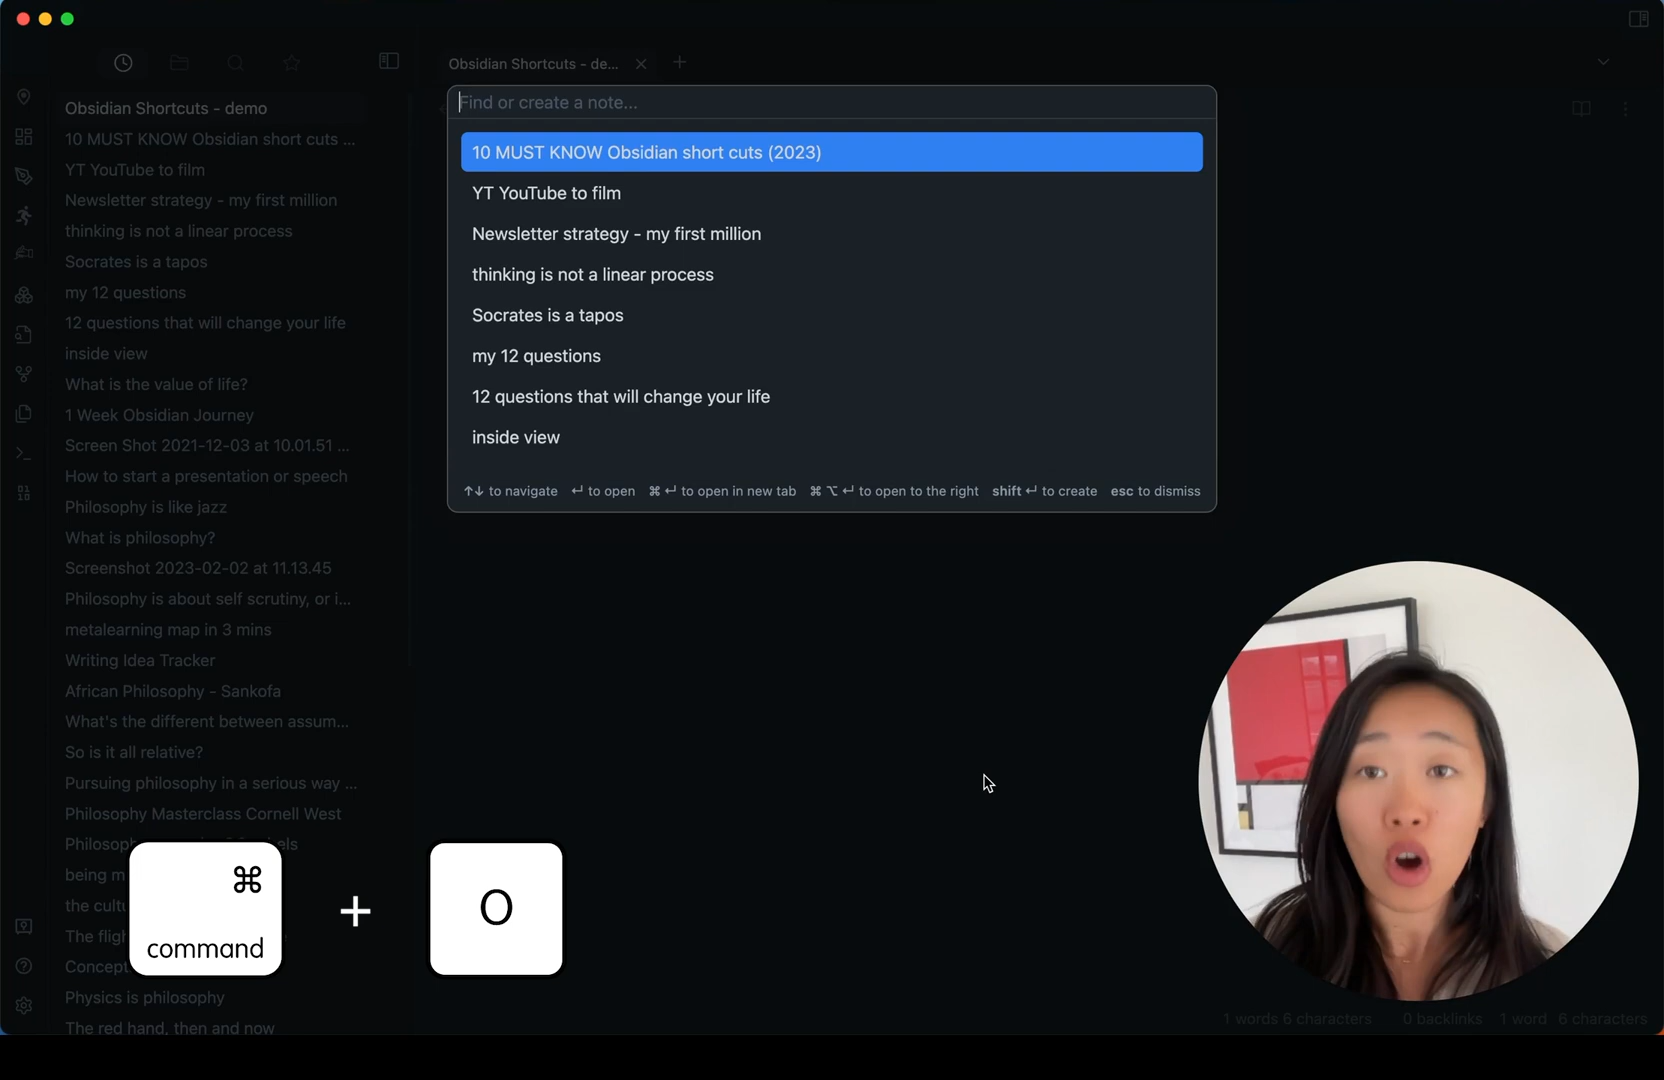 Obsidian Shortcuts - de...
Find or create a note...
10 MUST KNOW Obsidian short cuts (2023)
YT YouTube to film
Newsletter strategy - my first million
thinking is not a linear process
Socrates is a tapos
my 12 questions
12 questions that will change your life
inside view
↑↓ to navigate ↵ to open ⌘ ↵ to open in new tab ⌘ ⌥ ↵ to open to the right shift ↵ to create esc to dismiss
Obsidian Shortcuts - demo
10 MUST KNOW Obsidian short cuts ...
YT YouTube to film
Newsletter strategy - my first million
thinking is not a linear process
Socrates is a tapos
my 12 questions
12 questions that will change your life
inside view
What is the value of life?
1 Week Obsidian Journey
Screen Shot 2021-12-03 at 10.01.51 ...
How to start a presentation or speech
Philosophy is like jazz
What is philosophy?
Screenshot 2023-02-02 at 11.13.45
Philosophy is about self scrutiny, or i...
metalearning map in 3 mins
Writing Idea Tracker
African Philosophy - Sankofa
What's the different between assum...
So is it all relative?
Pursuing philosophy in a serious way ...
Philosophy Masterclass Cornell West
being m
the cultu
The fligh
Concept
Physics is philosophy
The red hand, then and now
⌘
command
+
O
1 words 6 characters 0 backlinks 1 word 6 characters